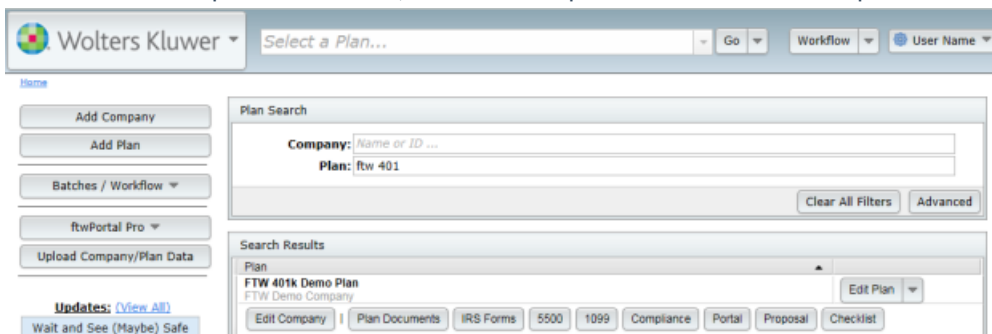 Wolters Kluwer Select a Plan... Go Workflow User Name
Home
Add Company
Add Plan
Batches / Workflow
ftwPortal Pro
Upload Company/Plan Data
Updates: (View All)
Wait and See (Maybe) Safe
Plan Search
Company: Name or ID ...
Plan: ftw 401
Clear All Filters Advanced
Search Results
Plan
FTW 401k Demo Plan
FTW Demo Company
Edit Plan
Edit Company | Plan Documents IRS Forms 5500 1099 Compliance Portal Proposal Checklist